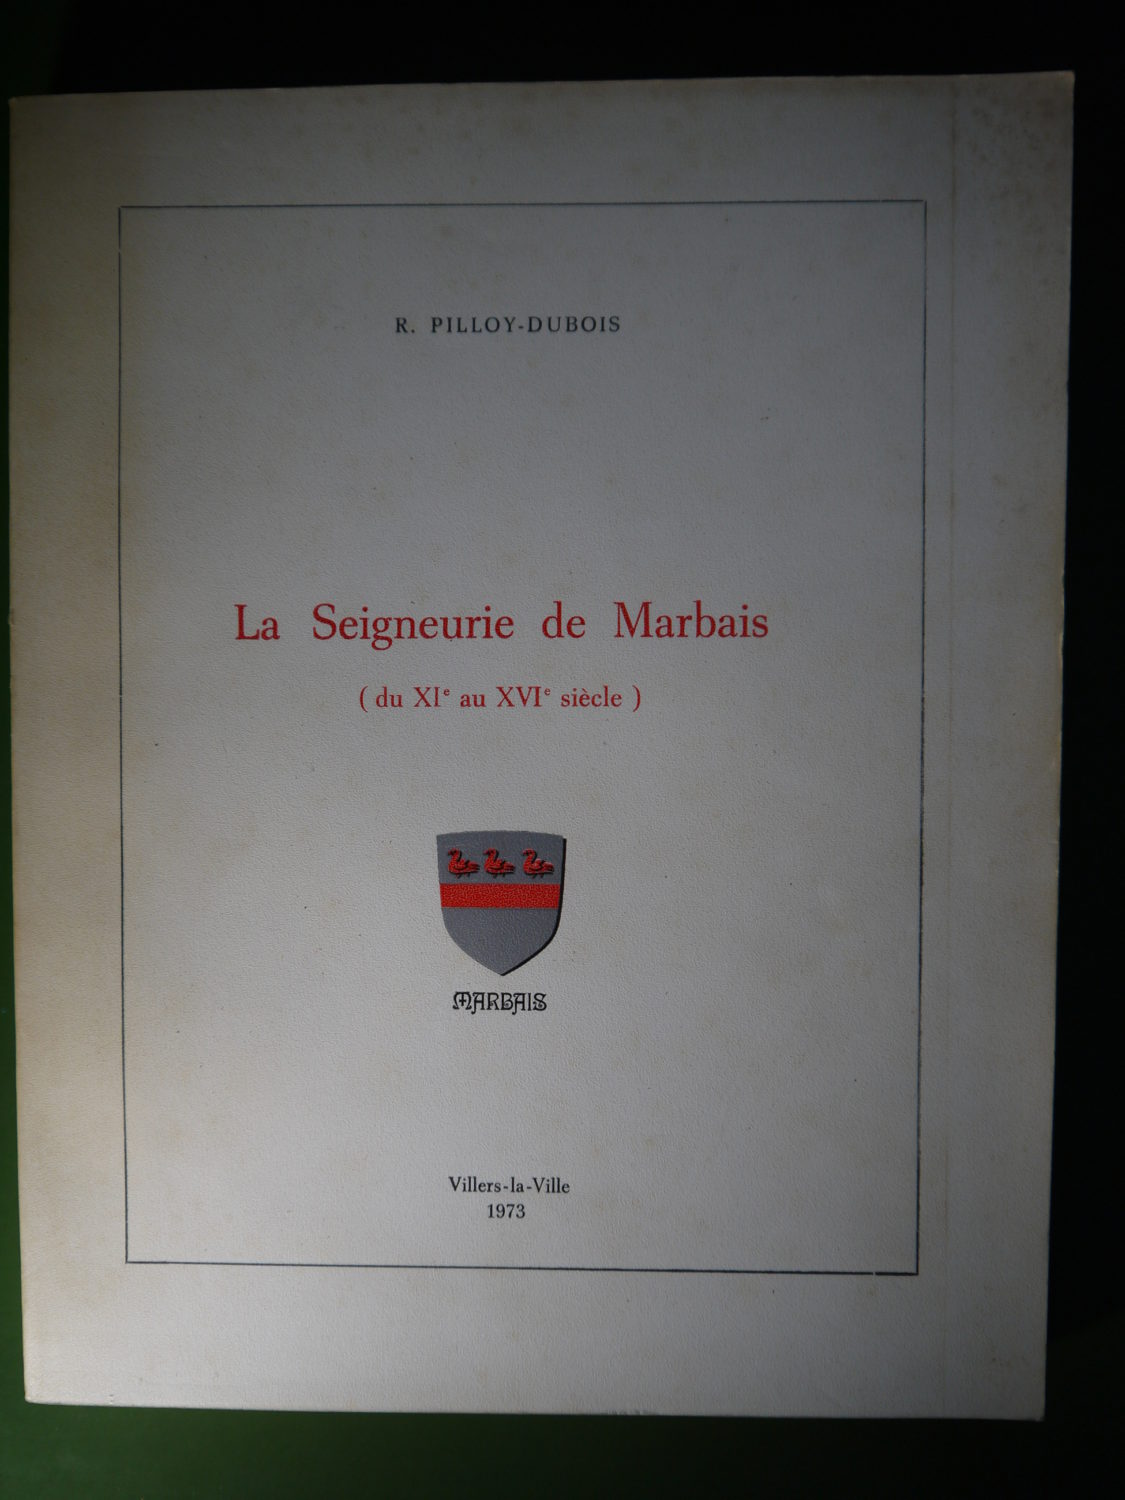 R. PILLOY-DUBOIS
La Seigneurie de Marbais
( du XIᵉ au XVIᵉ siècle )
MARBAIS
Villers-la-Ville
1973